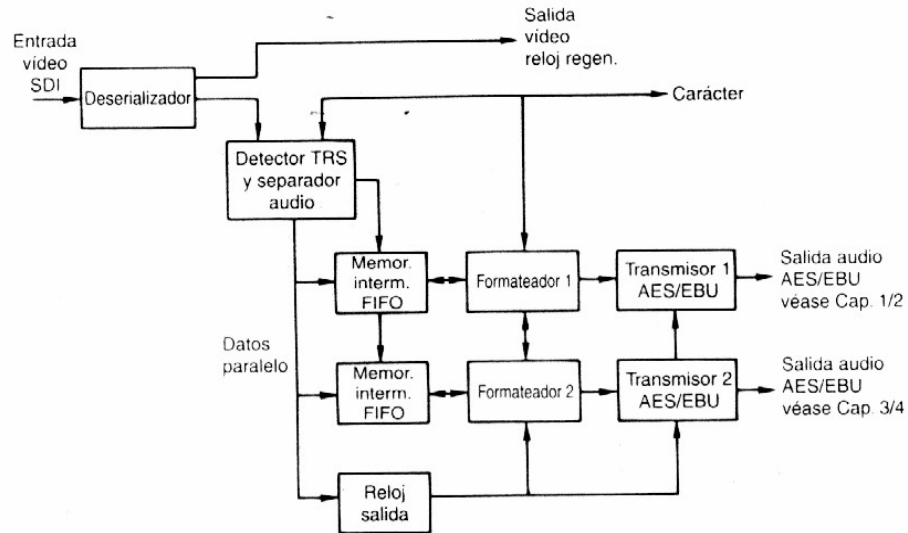 Entrada
vídeo
SDI
Deserializador
Salida
vídeo
reloj regen.
Carácter
Detector TRS
y separador
audio
Memor.
interm.
FIFO
Formateador 1
Transmisor 1
AES/EBU
Salida audio
AES/EBU
véase Cap. 1/2
Datos
paralelo
Memor.
interm.
FIFO
Formateador 2
Transmisor 2
AES/EBU
Salida audio
AES/EBU
véase Cap. 3/4
Reloj
salida